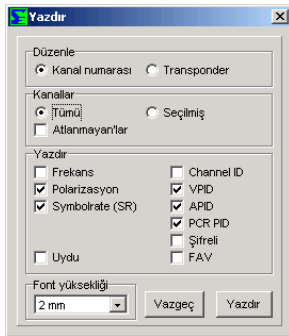 Yazdır
Düzenle
Kanal numarası Transponder
Kanallar
Tümü Seçilmiş
Atlanmayan'lar
Yazdır
Frekans Channel ID
Polarizasyon VPID
Symbolrate (SR) APID
PCR PID
Şifreli
Uydu FAV
Font yüksekliği
2 mm Vazgeç Yazdır